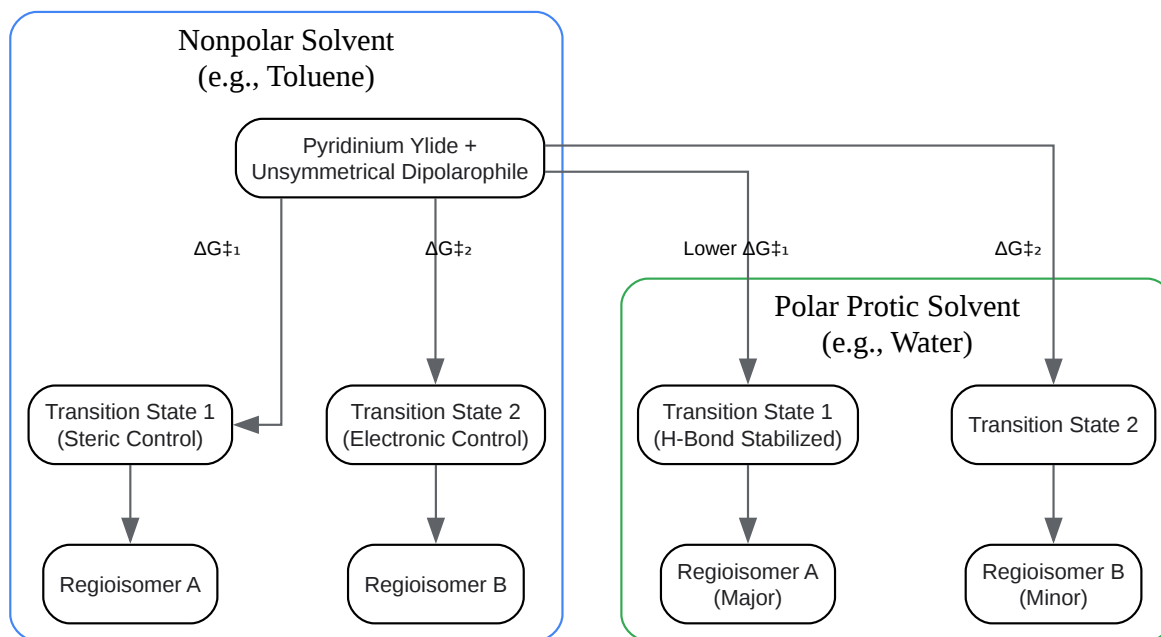 Nonpolar Solvent
(e.g., Toluene)
Pyridinium Ylide +
Unsymmetrical Dipolarophile
ΔG‡₁
ΔG‡₂
Lower ΔG‡₁
ΔG‡₂
Polar Protic Solvent
(e.g., Water)
Transition State 1
(Steric Control)
Transition State 2
(Electronic Control)
Transition State 1
(H-Bond Stabilized)
Transition State 2
Regioisomer A
Regioisomer B
Regioisomer A
(Major)
Regioisomer B
(Minor)